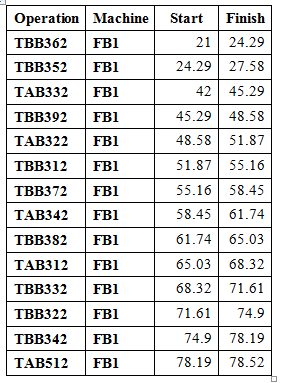 Operation Machine Start Finish
TBB362 FB1 21 24.29
TBB352 FB1 24.29 27.58
TAB332 FB1 42 45.29
TBB392 FB1 45.29 48.58
TAB322 FB1 48.58 51.87
TBB312 FB1 51.87 55.16
TBB372 FB1 55.16 58.45
TAB342 FB1 58.45 61.74
TBB382 FB1 61.74 65.03
TAB312 FB1 65.03 68.32
TBB332 FB1 68.32 71.61
TBB322 FB1 71.61 74.9
TBB342 FB1 74.9 78.19
TAB512 FB1 78.19 78.52